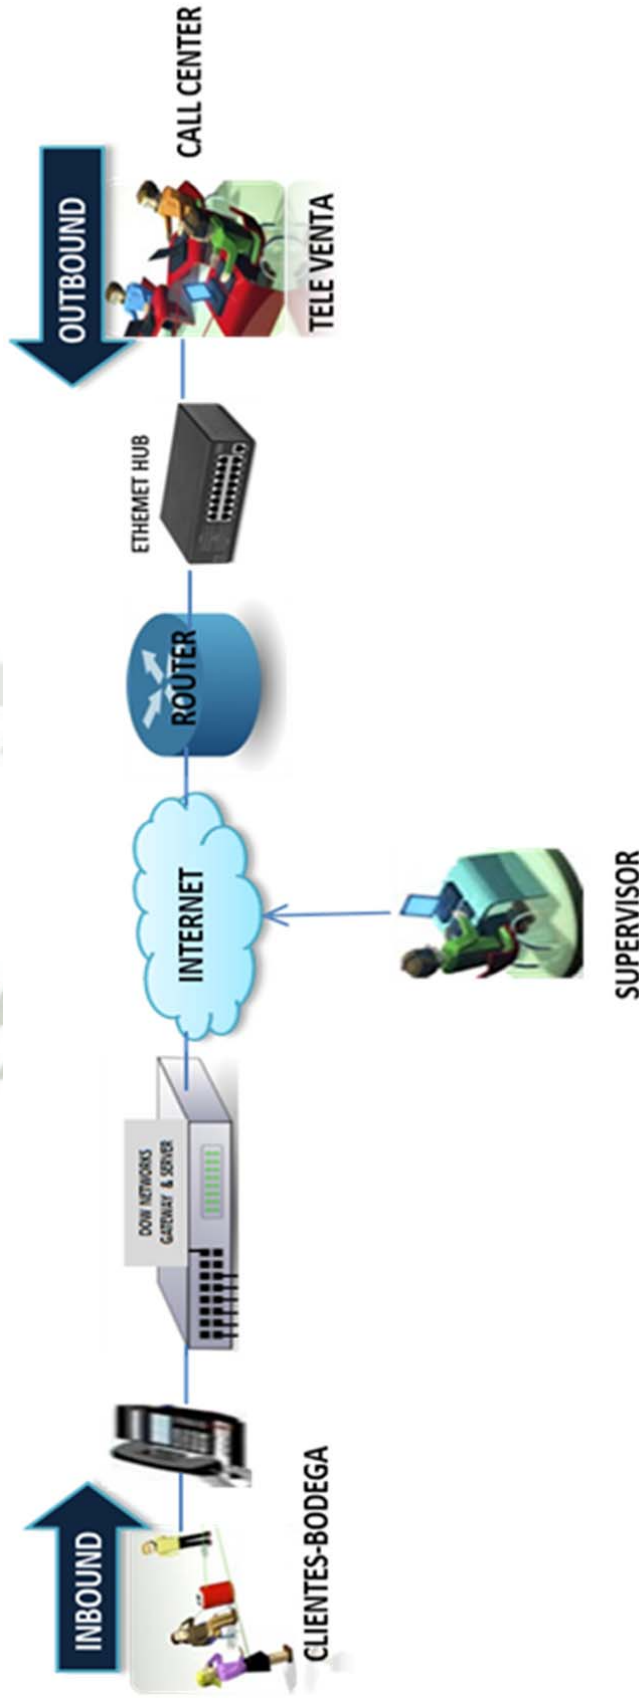 INBOUND
CLIENTES-BODEGA
DOW NETWORKS
GATEWAY & SERVER
INTERNET
SUPERVISOR
ROUTER
ETHEMET HUB
OUTBOUND
TELE VENTA
CALL CENTER